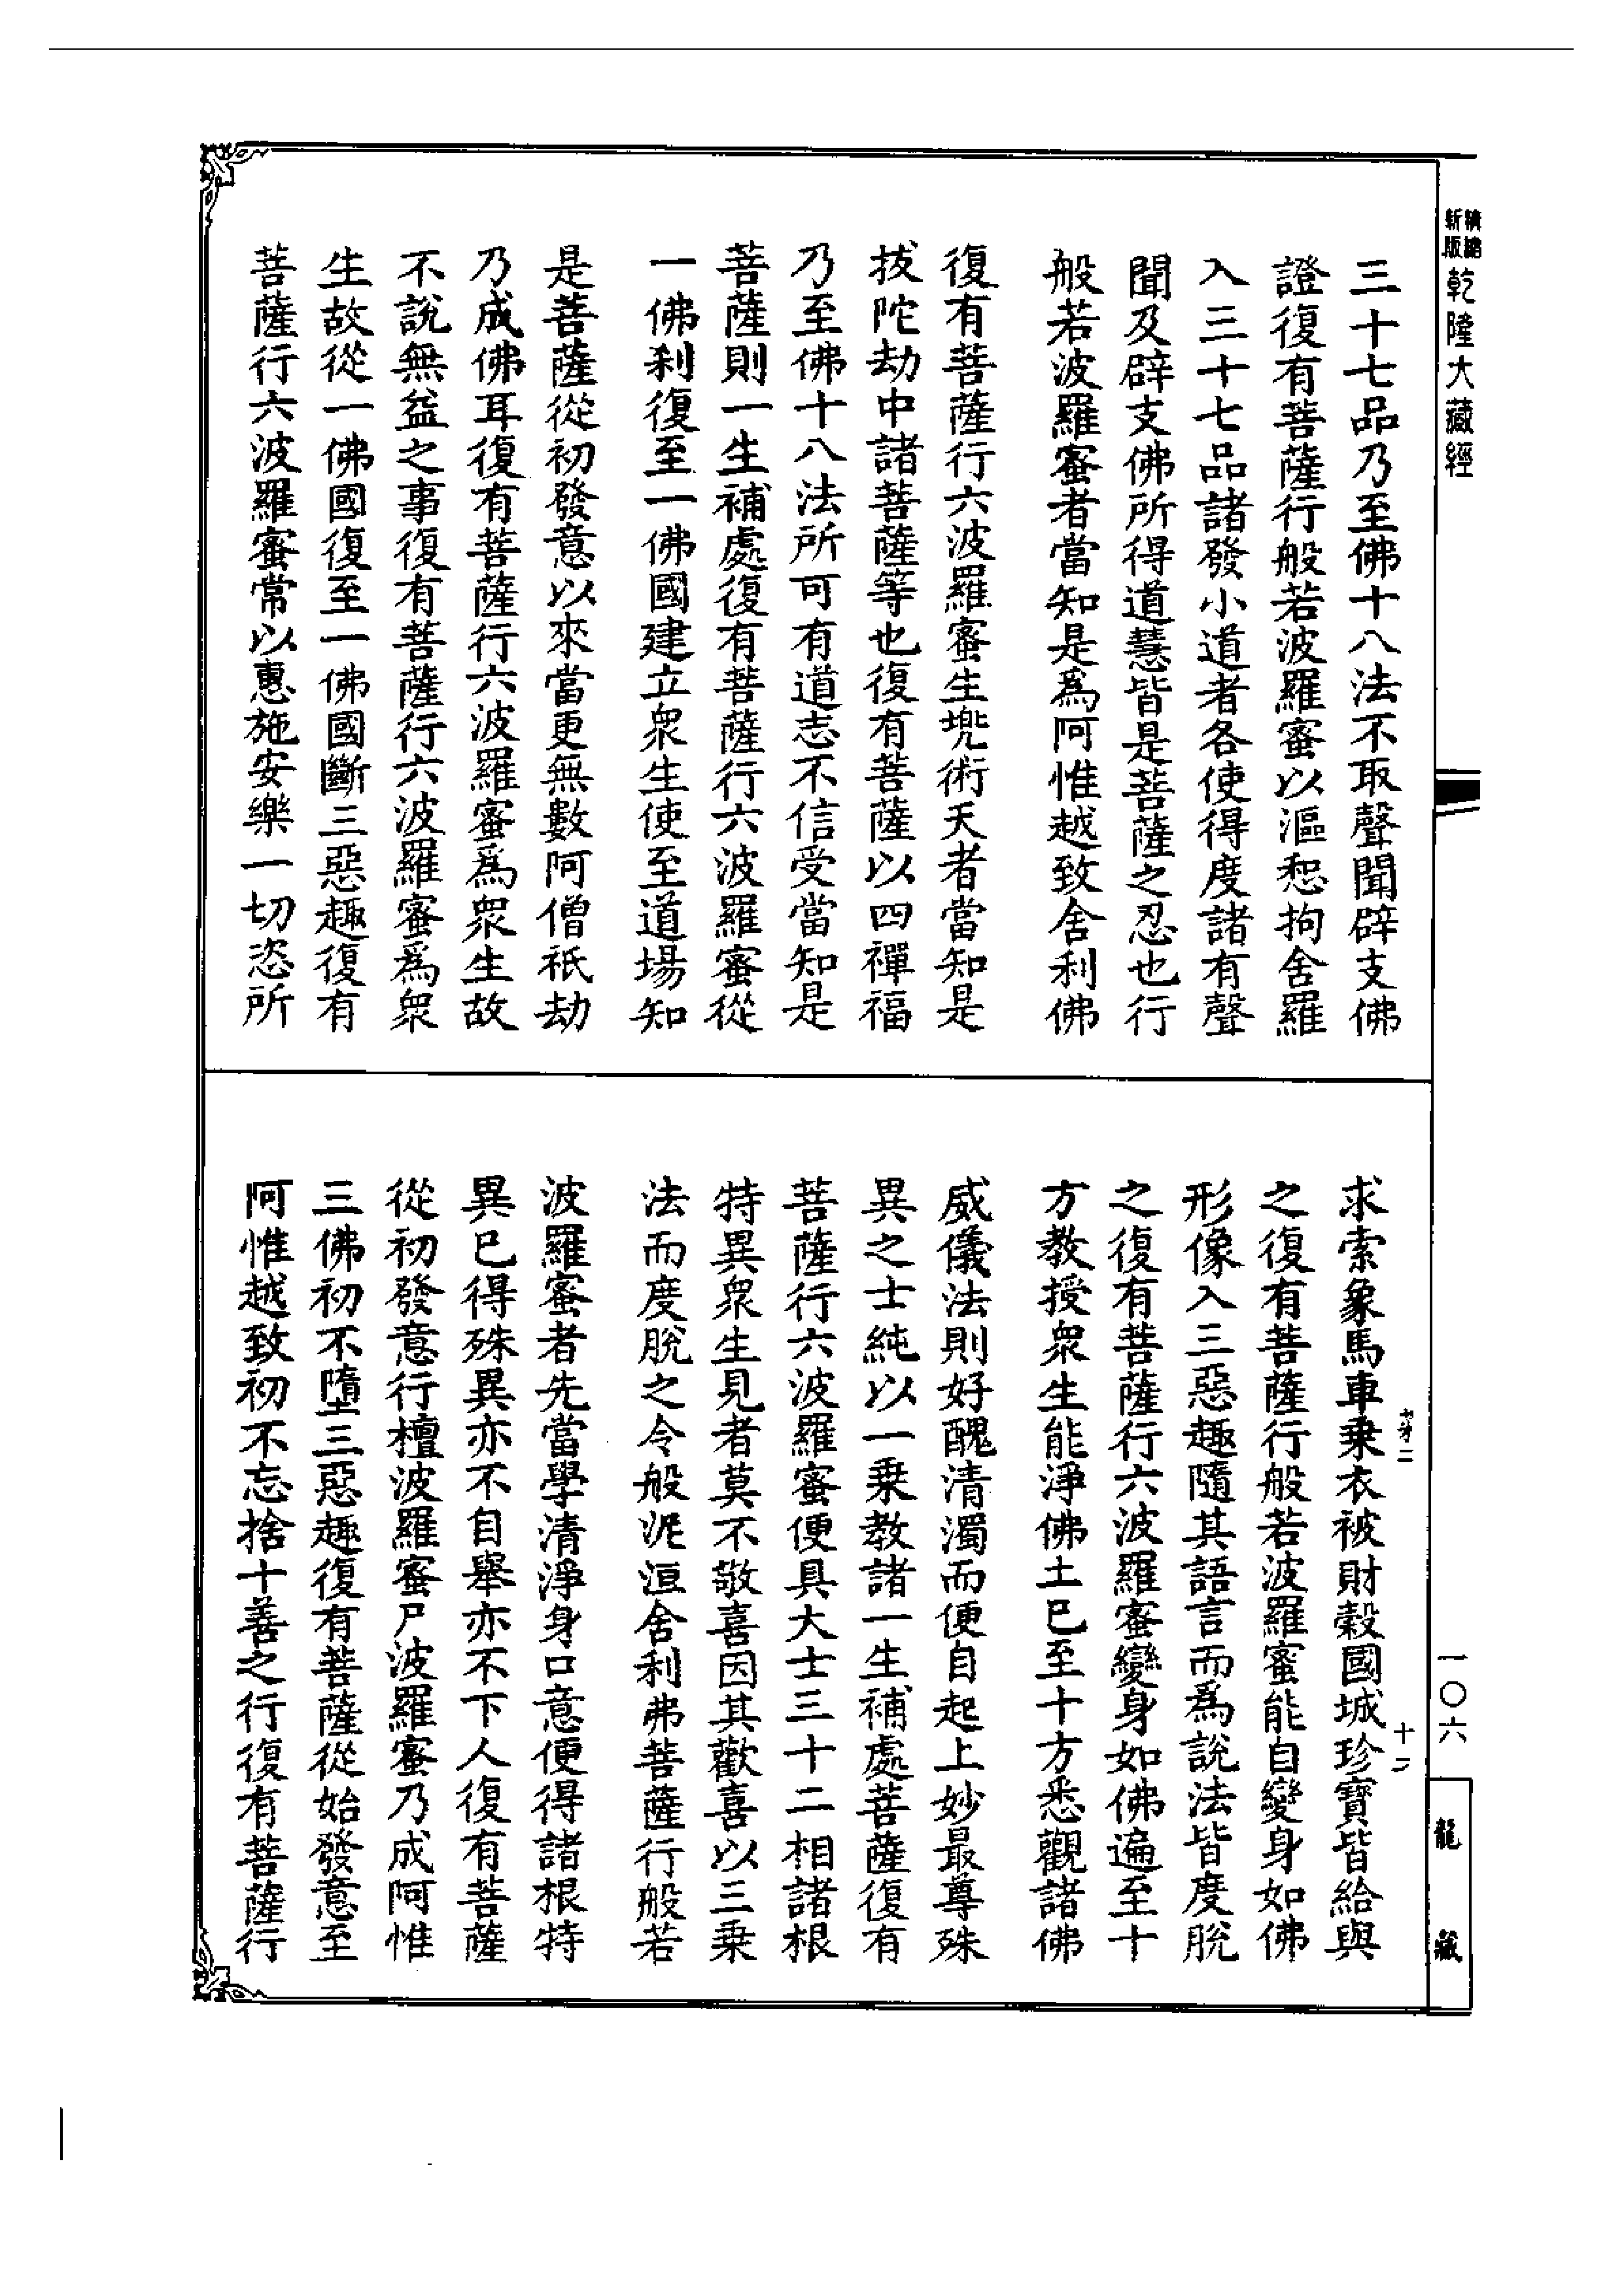 新版
精縮
乾隆大藏經
三十七品乃至佛十八法不取聲聞辟支佛
證復有菩薩行般若波羅蜜以漚惒拘舍羅
入三十七品諸發小道者各使得度諸有聲
聞及辟支佛所得道慧皆是菩薩之忍也行
般若波羅蜜者當知是爲阿惟越致舍利佛
復有菩薩行六波羅蜜生兠術天者當知是
拔陀劫中諸菩薩等也復有菩薩以四禪福
乃至佛十八法所可有道志不信受當知是
菩薩則一生補處復有菩薩行六波羅蜜從
一佛刹復至一佛國建立眾生使至道場知
是菩薩從初發意以來當更無數阿僧祇劫
乃成佛耳復有菩薩行六波羅蜜爲眾生故
不說無益之事復有菩薩行六波羅蜜爲眾
生故從一佛國復至一佛國斷三惡趣復有
菩薩行六波羅蜜常以惠施安樂一切恣所
求索象馬車乗衣被財穀國城珍寶皆給與
之復有菩薩行般若波羅蜜能自變身如佛
形像入三惡趣隨其語言而爲說法皆度脫
之復有菩薩行六波羅蜜變身如佛遍至十
方教授眾生能淨佛土已至十方悉觀諸佛
威儀法則好醜清濁而便自起上妙最尊殊
異之士純以一乗教諸一生補處菩薩復有
菩薩行六波羅蜜便具大士三十二相諸根
特異眾生見者莫不敬喜因其歡喜以三乗
法而度脫之令般泥洹舍利弗菩薩行般若
波羅蜜者先當學清淨身口意便得諸根特
異已得殊異亦不自舉亦不下人復有菩薩
從初發意行檀波羅蜜尸波羅蜜乃成阿惟
三佛初不墮三惡趣復有菩薩從始發意至
阿惟越致初不忘捨十善之行復有菩薩行
十二
一〇六
龍藏